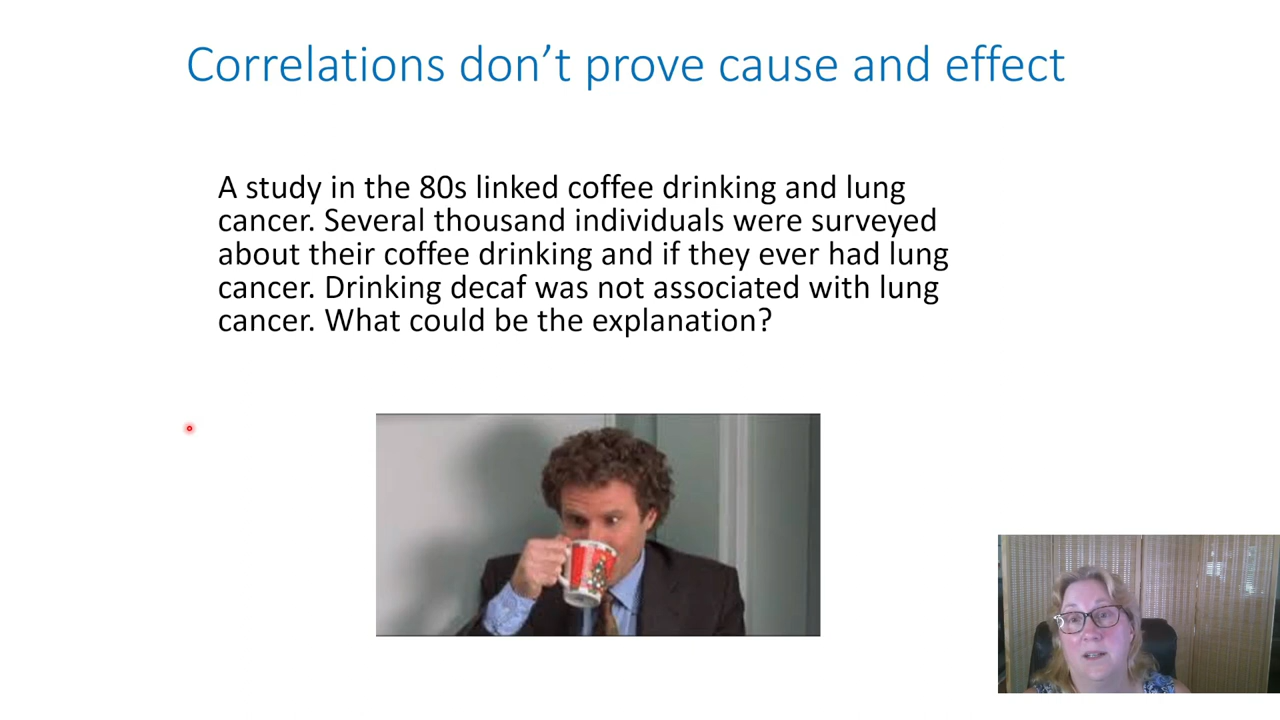 Correlations don’t prove cause and effect
A study in the 80s linked coffee drinking and lung
cancer. Several thousand individuals were surveyed
about their coffee drinking and if they ever had lung
cancer. Drinking decaf was not associated with lung
cancer. What could be the explanation?